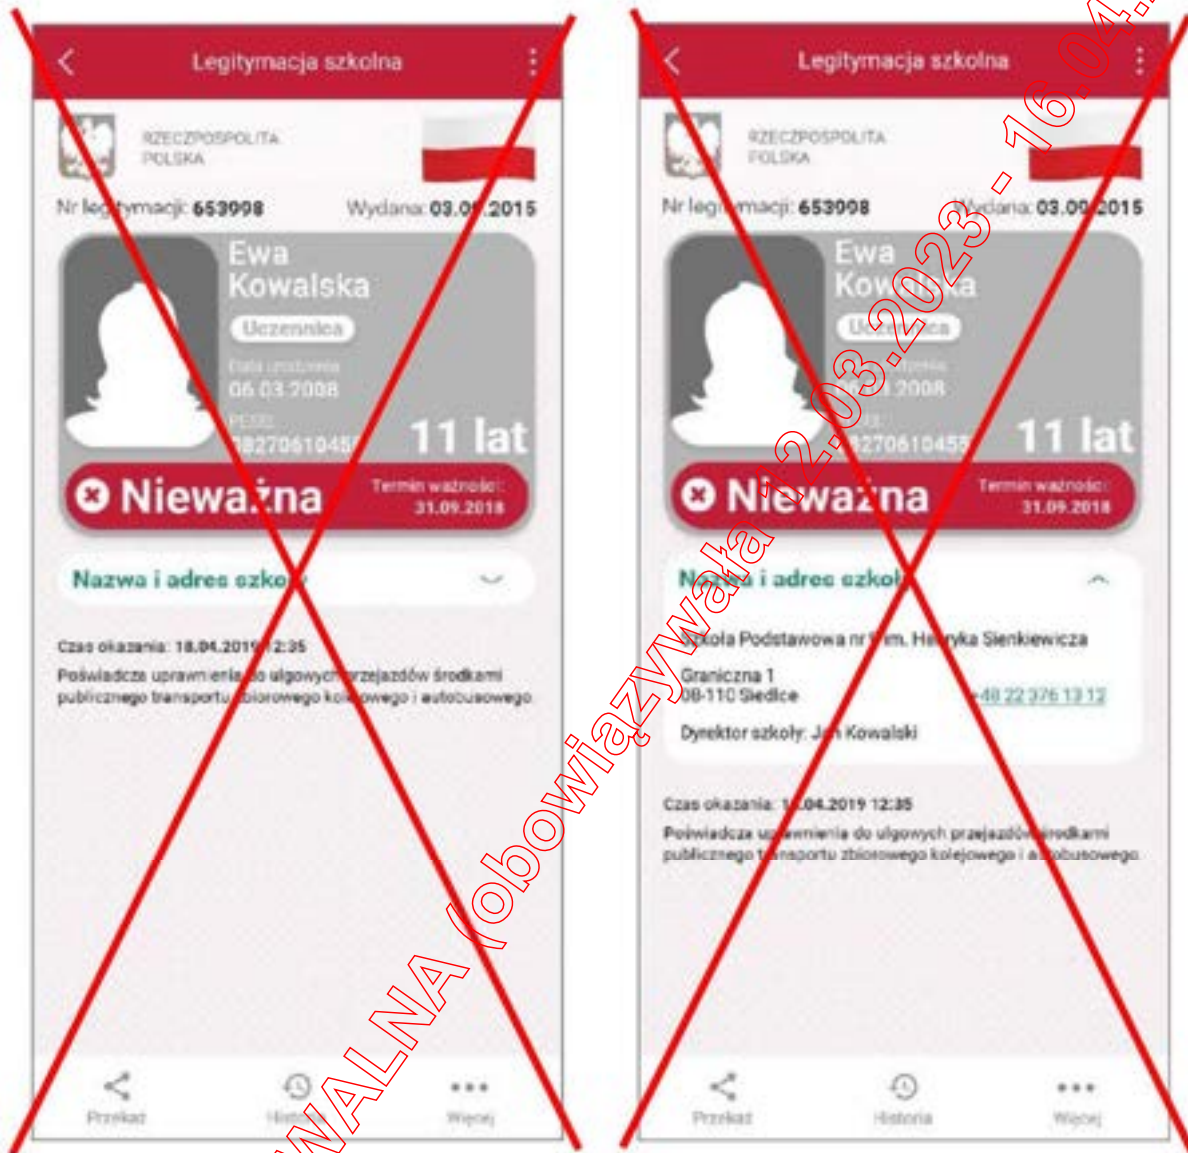 Legitymacja szkolna
RZECZPOSPOLITA
POLSKA
Nr legitymacji: 653998 Wydana: 03.09.2015
Ewa
Kowalska
Uczennica
Data urodzenia
06.03.2008
PESEL:
11 lat
Nieważna
Termin ważności:
31.09.2018
Nazwa i adres szkoły
Czas okazania: 18.04.2019 12:35
Poświadcza uprawnienia do ulgowych przejazdów środkami
publicznego transportu zbiorowego kolejowego i autobusowego.
Przekaż Historia Więcej
Legitymacja szkolna
RZECZPOSPOLITA
POLSKA
Nr legitymacji: 653998 Wydana: 03.09.2015
Ewa
Kowalska
Uczennica
2008
11 lat
Nieważna
Termin ważności:
31.09.2018
Nazwa i adres szkoły
Szkoła Podstawowa nr im. Henryka Sienkiewicza
Graniczna 1
08-110 Siedlce +48 22 376 13 12
Dyrektor szkoły: Jan Kowalski
Czas okazania: 18.04.2019 12:35
Poświadcza uprawnienia do ulgowych przejazdów środkami
publicznego transportu zbiorowego kolejowego i autobusowego.
Przekaż Historia Więcej
WALNA (obowiązywała 12.03.2023 - 16.04.